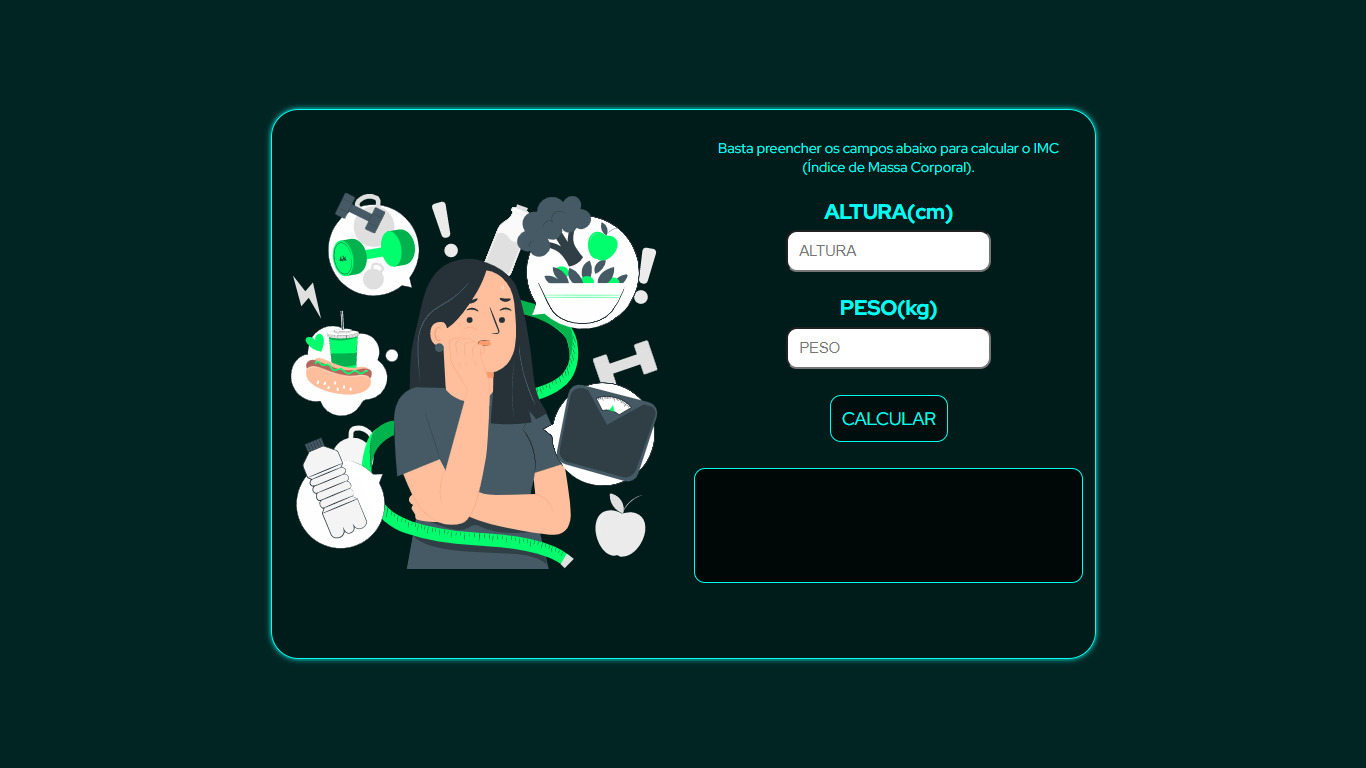 Basta preencher os campos abaixo para calcular o IMC
(Índice de Massa Corporal).
ALTURA(cm)
ALTURA
PESO(kg)
PESO
CALCULAR